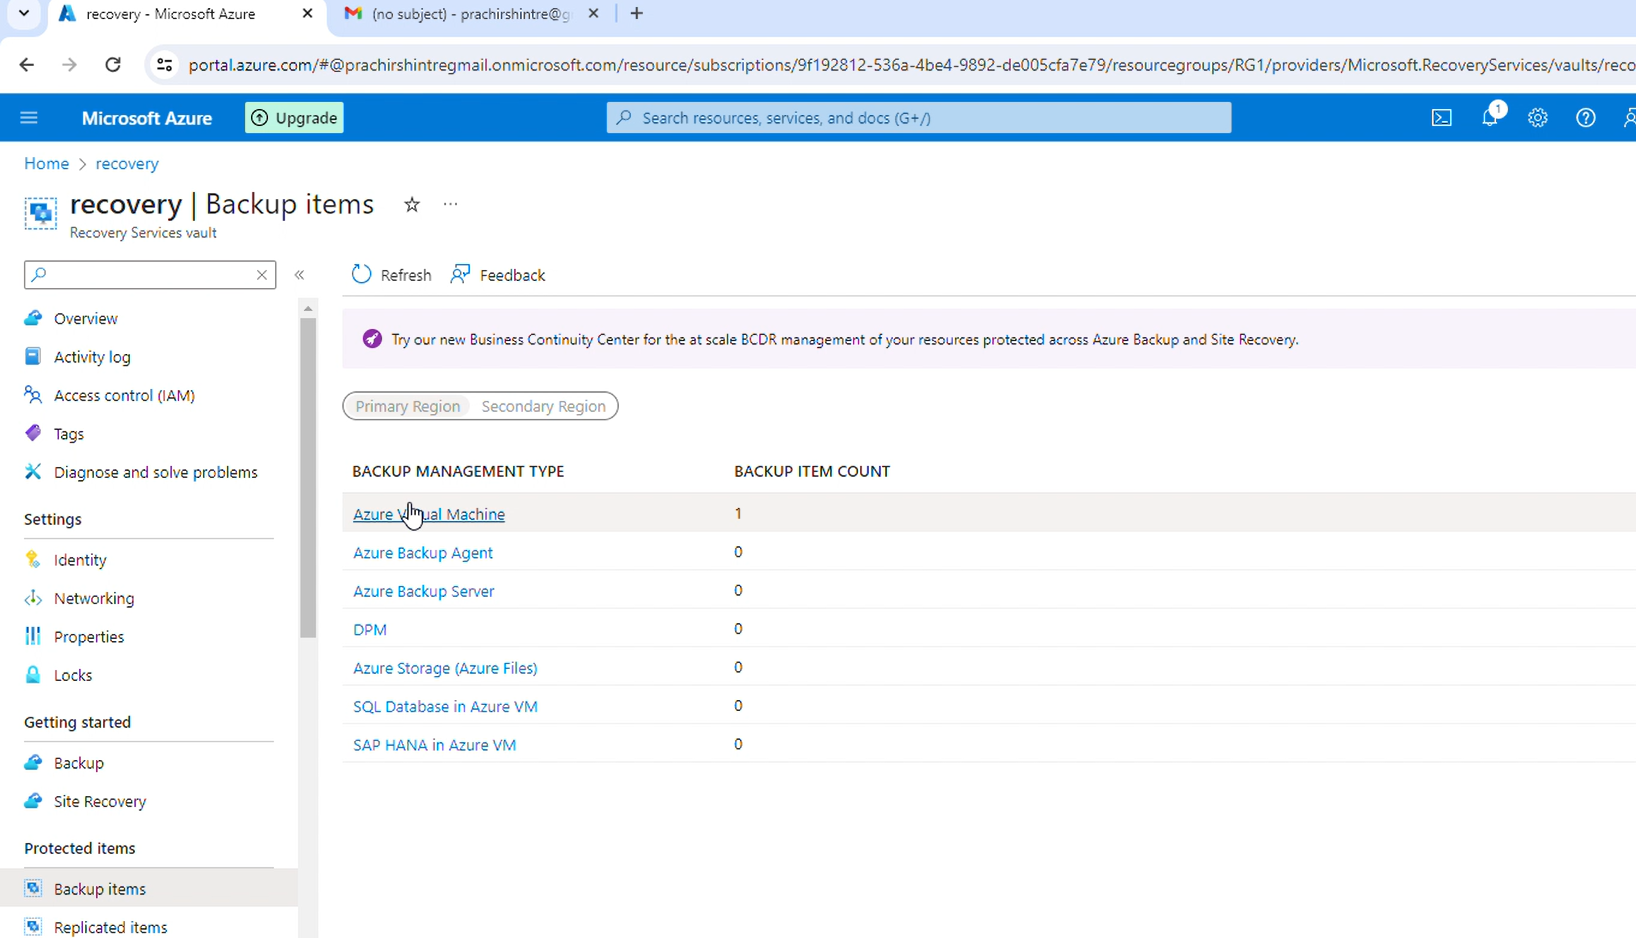 recovery - Microsoft Azure
(no subject) - prachirshintre@g
portal.azure.com/#@prachirshintregmail.onmicrosoft.com/resource/subscriptions/9f192812-536a-4be4-9892-de005cfa7e79/resourcegroups/RG1/providers/Microsoft.RecoveryServices/vaults/reco
Microsoft Azure
Upgrade
Search resources, services, and docs (G+/)
1
Home > recovery
recovery | Backup items
Recovery Services vault
Refresh
Feedback
Overview
Activity log
Access control (IAM)
Tags
Diagnose and solve problems
Settings
Identity
Networking
Properties
Locks
Getting started
Backup
Site Recovery
Protected items
Backup items
Replicated items
Try our new Business Continuity Center for the at scale BCDR management of your resources protected across Azure Backup and Site Recovery.
Primary Region Secondary Region
BACKUP MANAGEMENT TYPE BACKUP ITEM COUNT
Azure Virtual Machine 1
Azure Backup Agent 0
Azure Backup Server 0
DPM 0
Azure Storage (Azure Files) 0
SQL Database in Azure VM 0
SAP HANA in Azure VM 0